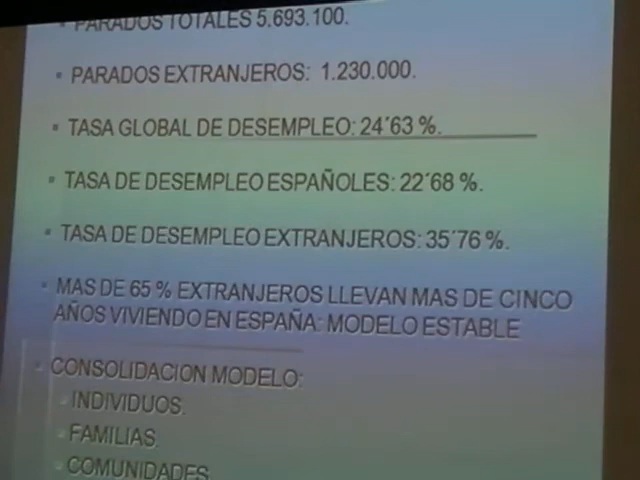 ▪ PARADOS TOTALES 5.693.100.
▪ PARADOS EXTRANJEROS: 1.230.000.
▪ TASA GLOBAL DE DESEMPLEO: 24´63 %.
▪ TASA DE DESEMPLEO ESPAÑOLES: 22´68 %.
▪ TASA DE DESEMPLEO EXTRANJEROS: 35´76 %.
▪ MAS DE 65 % EXTRANJEROS LLEVAN MAS DE CINCO
AÑOS VIVIENDO EN ESPAÑA: MODELO ESTABLE
▪ CONSOLIDACION MODELO:
▪ INDIVIDUOS.
▪ FAMILIAS
▪ COMUNIDADES